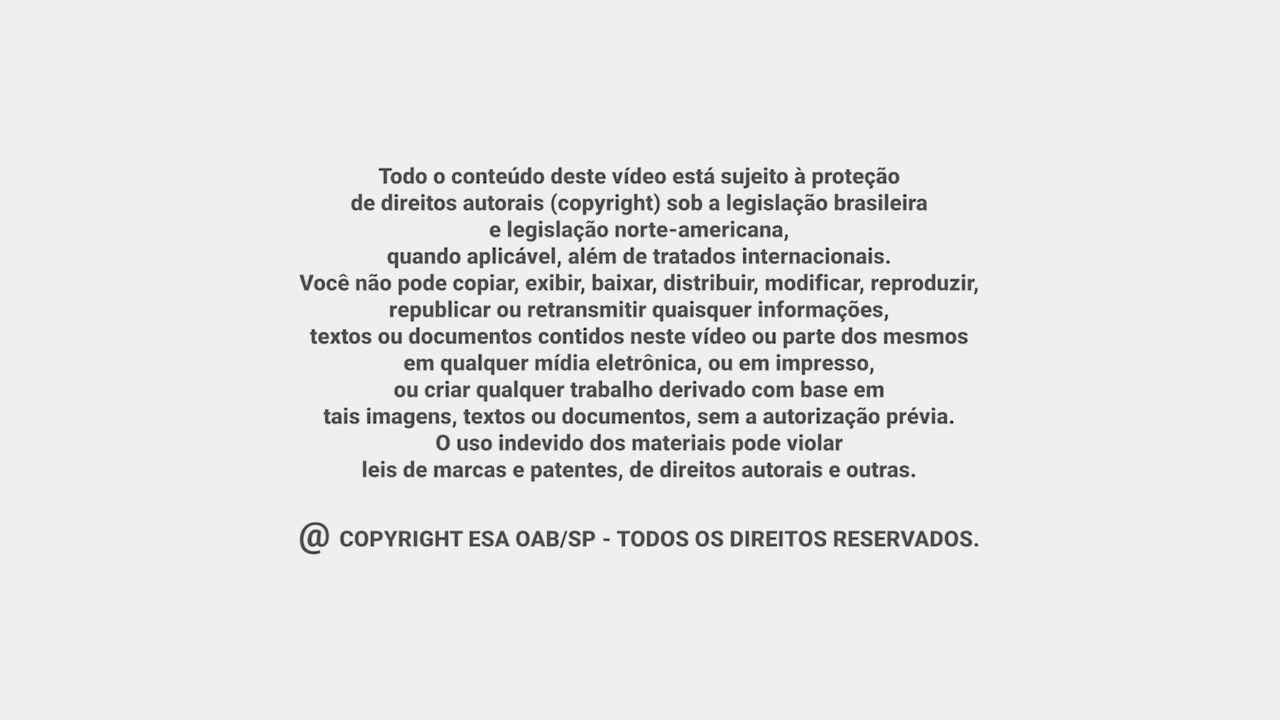 Todo o conteúdo deste vídeo está sujeito à proteção
de direitos autorais (copyright) sob a legislação brasileira
e legislação norte-americana,
quando aplicável, além de tratados internacionais.
Você não pode copiar, exibir, baixar, distribuir, modificar, reproduzir,
republicar ou retransmitir quaisquer informações,
textos ou documentos contidos neste vídeo ou parte dos mesmos
em qualquer mídia eletrônica, ou em impresso,
ou criar qualquer trabalho derivado com base em
tais imagens, textos ou documentos, sem a autorização prévia.
O uso indevido dos materiais pode violar
leis de marcas e patentes, de direitos autorais e outras.
@ COPYRIGHT ESA OAB/SP - TODOS OS DIREITOS RESERVADOS.